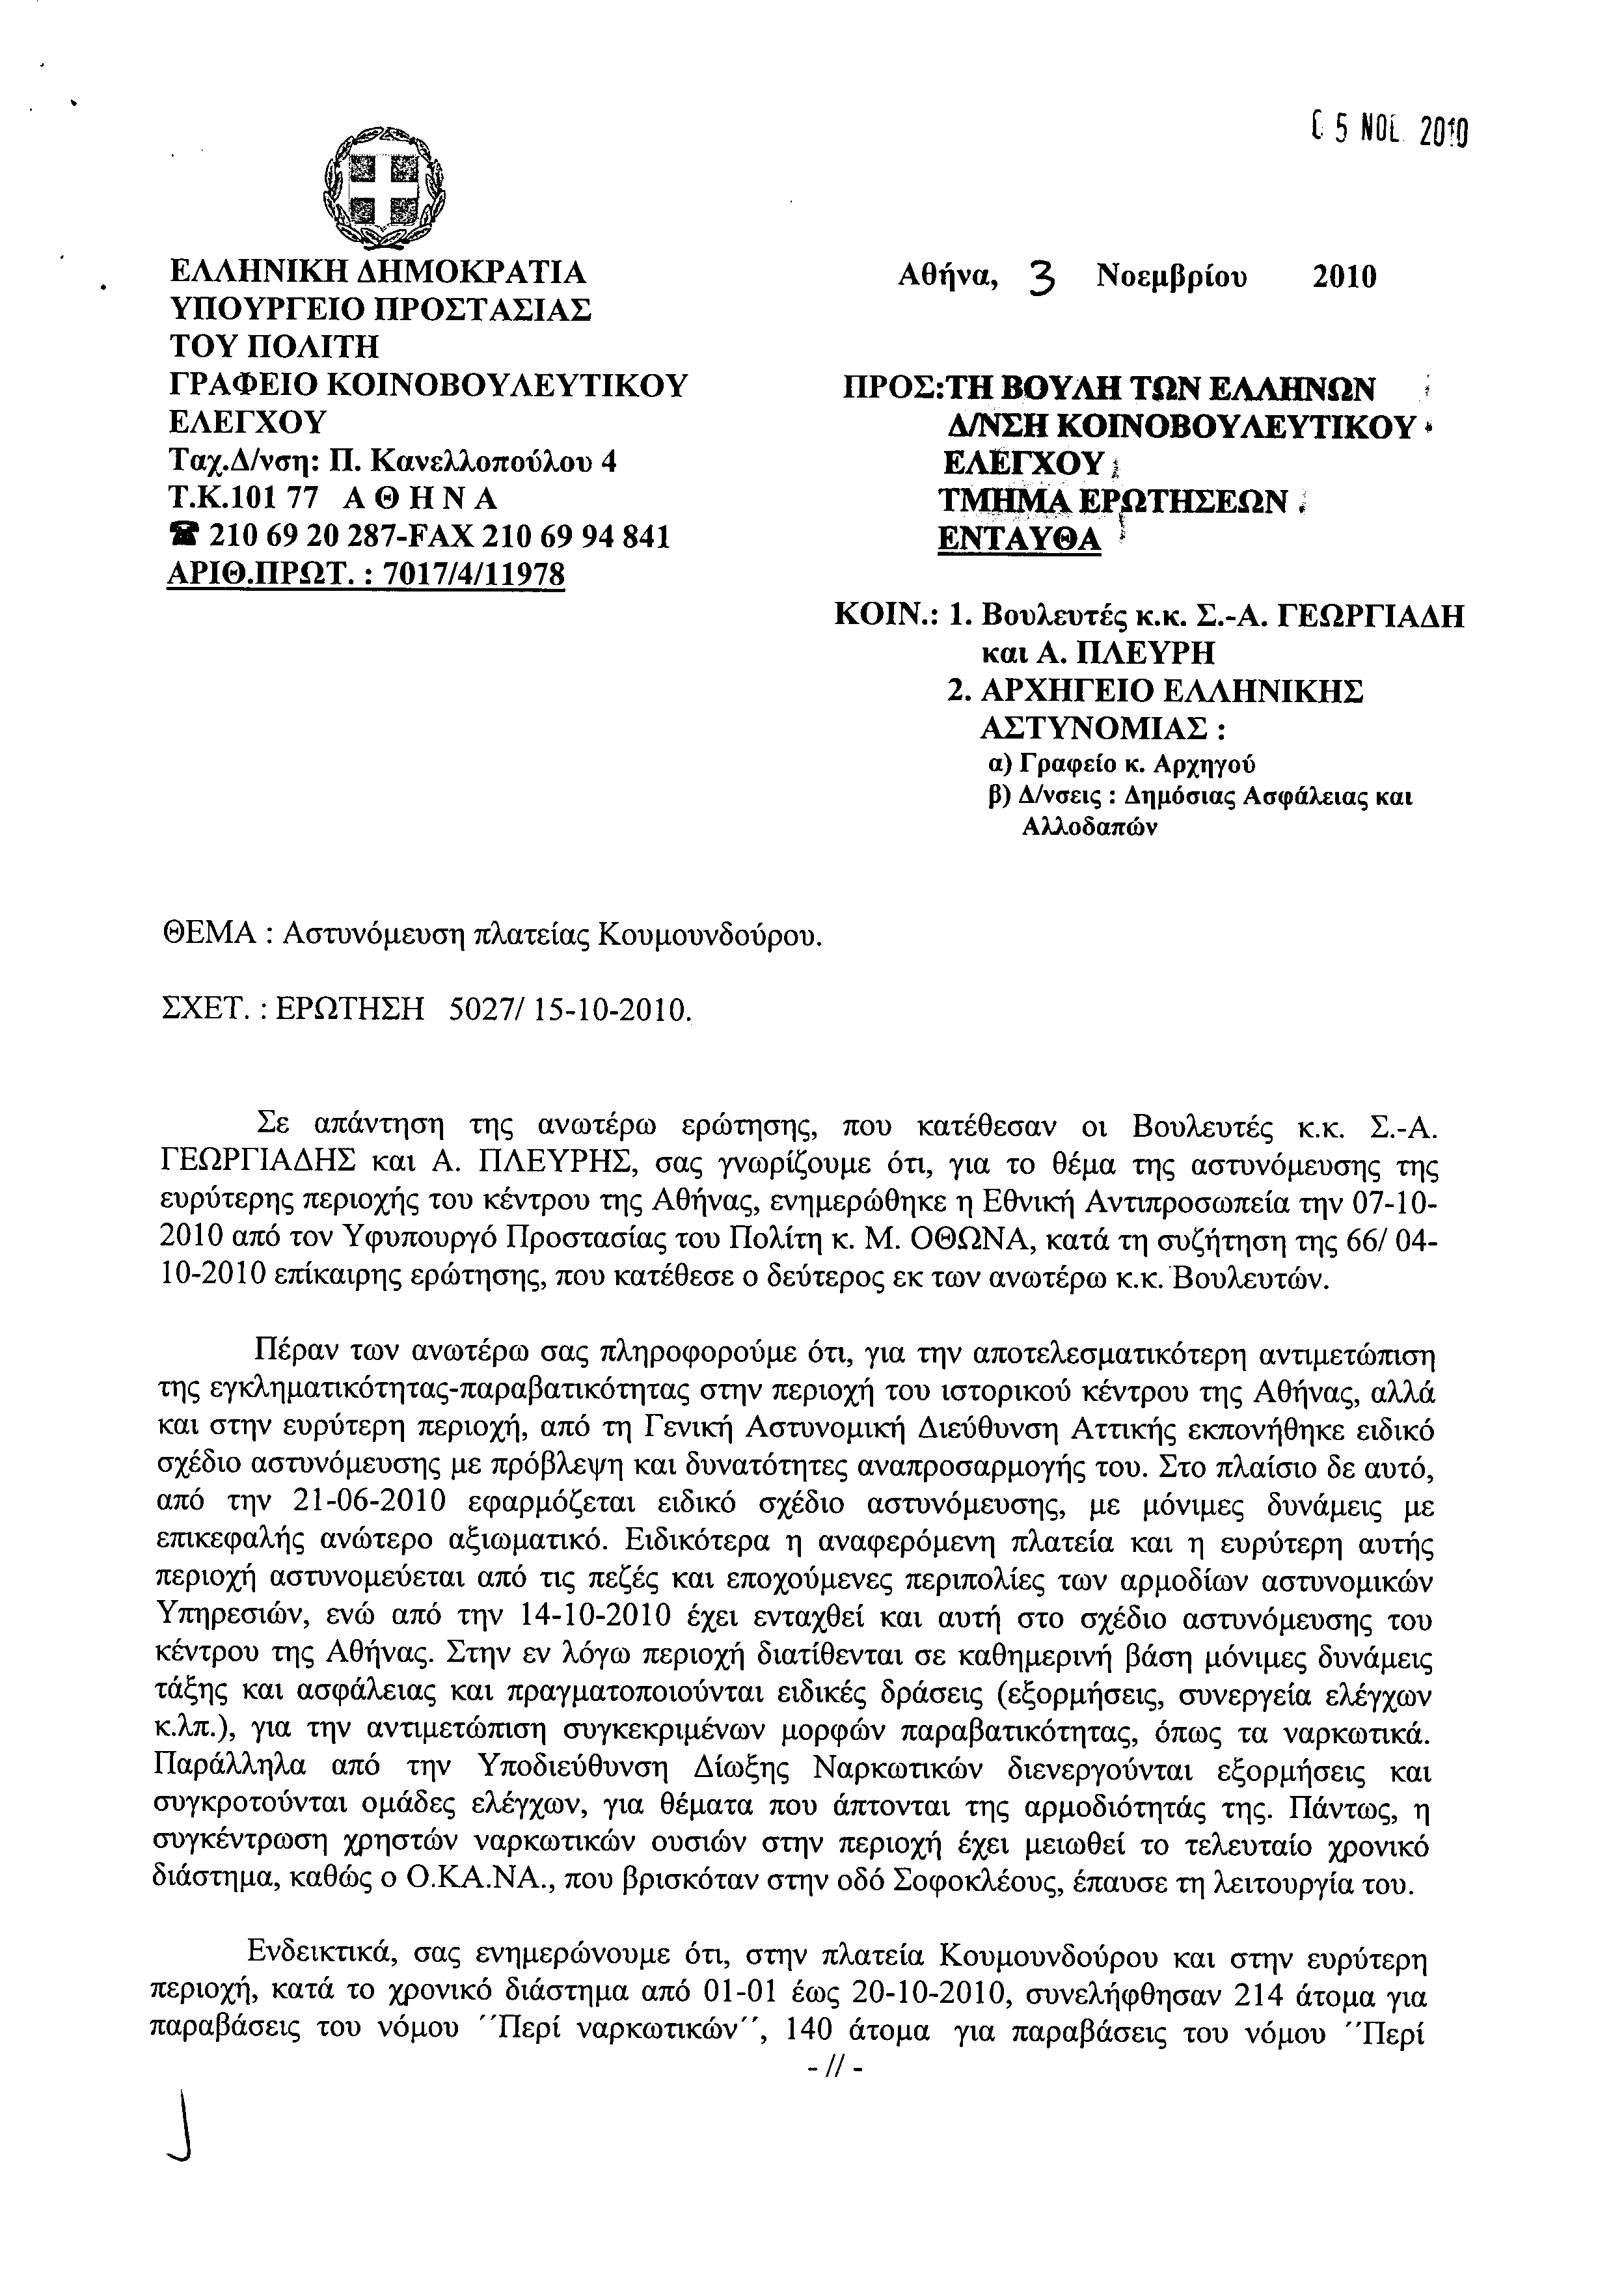 5 ΝΟΕ 2010
ΕΛΛΗΝΙΚΗ ΔΗΜΟΚΡΑΤΙΑ
ΥΠΟΥΡΓΕΙΟ ΠΡΟΣΤΑΣΙΑΣ
ΤΟΥ ΠΟΛΙΤΗ
ΓΡΑΦΕΙΟ ΚΟΙΝΟΒΟΥΛΕΥΤΙΚΟΥ
ΕΛΕΓΧΟΥ
Ταχ.Δ/νση: Π. Κανελλοπούλου 4
Τ.Κ.101 77 Α Θ Η Ν Α
☎ 210 69 20 287-FAX 210 69 94 841
ΑΡΙΘ.ΠΡΩΤ. : 7017/4/11978
Αθήνα, 3 Νοεμβρίου 2010
ΠΡΟΣ:ΤΗ ΒΟΥΛΗ ΤΩΝ ΕΛΛΗΝΩΝ
Δ/ΝΣΗ ΚΟΙΝΟΒΟΥΛΕΥΤΙΚΟΥ
ΕΛΕΓΧΟΥ
ΤΜΗΜΑ ΕΡΩΤΗΣΕΩΝ
ΕΝΤΑΥΘΑ
ΚΟΙΝ.: 1. Βουλευτές κ.κ. Σ.-Α. ΓΕΩΡΓΙΑΔΗ
και Α. ΠΛΕΥΡΗ
2. ΑΡΧΗΓΕΙΟ ΕΛΛΗΝΙΚΗΣ
ΑΣΤΥΝΟΜΙΑΣ :
α) Γραφείο κ. Αρχηγού
β) Δ/νσεις : Δημόσιας Ασφάλειας και
Αλλοδαπών
ΘΕΜΑ : Αστυνόμευση πλατείας Κουμουνδούρου.
ΣΧΕΤ. : ΕΡΩΤΗΣΗ 5027/ 15-10-2010.
Σε απάντηση της ανωτέρω ερώτησης, που κατέθεσαν οι Βουλευτές κ.κ. Σ.-Α.
ΓΕΩΡΓΙΑΔΗΣ και Α. ΠΛΕΥΡΗΣ, σας γνωρίζουμε ότι, για το θέμα της αστυνόμευσης της
ευρύτερης περιοχής του κέντρου της Αθήνας, ενημερώθηκε η Εθνική Αντιπροσωπεία την 07-10-
2010 από τον Υφυπουργό Προστασίας του Πολίτη κ. Μ. ΟΘΩΝΑ, κατά τη συζήτηση της 66/ 04-
10-2010 επίκαιρης ερώτησης, που κατέθεσε ο δεύτερος εκ των ανωτέρω κ.κ. Βουλευτών.
Πέραν των ανωτέρω σας πληροφορούμε ότι, για την αποτελεσματικότερη αντιμετώπιση
της εγκληματικότητας-παραβατικότητας στην περιοχή του ιστορικού κέντρου της Αθήνας, αλλά
και στην ευρύτερη περιοχή, από τη Γενική Αστυνομική Διεύθυνση Αττικής εκπονήθηκε ειδικό
σχέδιο αστυνόμευσης με πρόβλεψη και δυνατότητες αναπροσαρμογής του. Στο πλαίσιο δε αυτό,
από την 21-06-2010 εφαρμόζεται ειδικό σχέδιο αστυνόμευσης, με μόνιμες δυνάμεις με
επικεφαλής ανώτερο αξιωματικό. Ειδικότερα η αναφερόμενη πλατεία και η ευρύτερη αυτής
περιοχή αστυνομεύεται από τις πεζές και εποχούμενες περιπολίες των αρμοδίων αστυνομικών
Υπηρεσιών, ενώ από την 14-10-2010 έχει ενταχθεί και αυτή στο σχέδιο αστυνόμευσης του
κέντρου της Αθήνας. Στην εν λόγω περιοχή διατίθενται σε καθημερινή βάση μόνιμες δυνάμεις
τάξης και ασφάλειας και πραγματοποιούνται ειδικές δράσεις (εξορμήσεις, συνεργεία ελέγχων
κ.λπ.), για την αντιμετώπιση συγκεκριμένων μορφών παραβατικότητας, όπως τα ναρκωτικά.
Παράλληλα από την Υποδιεύθυνση Δίωξης Ναρκωτικών διενεργούνται εξορμήσεις και
συγκροτούνται ομάδες ελέγχων, για θέματα που άπτονται της αρμοδιότητάς της. Πάντως, η
συγκέντρωση χρηστών ναρκωτικών ουσιών στην περιοχή έχει μειωθεί το τελευταίο χρονικό
διάστημα, καθώς ο Ο.ΚΑ.ΝΑ., που βρισκόταν στην οδό Σοφοκλέους, έπαυσε τη λειτουργία του.
Ενδεικτικά, σας ενημερώνουμε ότι, στην πλατεία Κουμουνδούρου και στην ευρύτερη
περιοχή, κατά το χρονικό διάστημα από 01-01 έως 20-10-2010, συνελήφθησαν 214 άτομα για
παραβάσεις του νόμου ΄΄Περί ναρκωτικών΄΄, 140 άτομα για παραβάσεις του νόμου ΄΄Περί
- // -